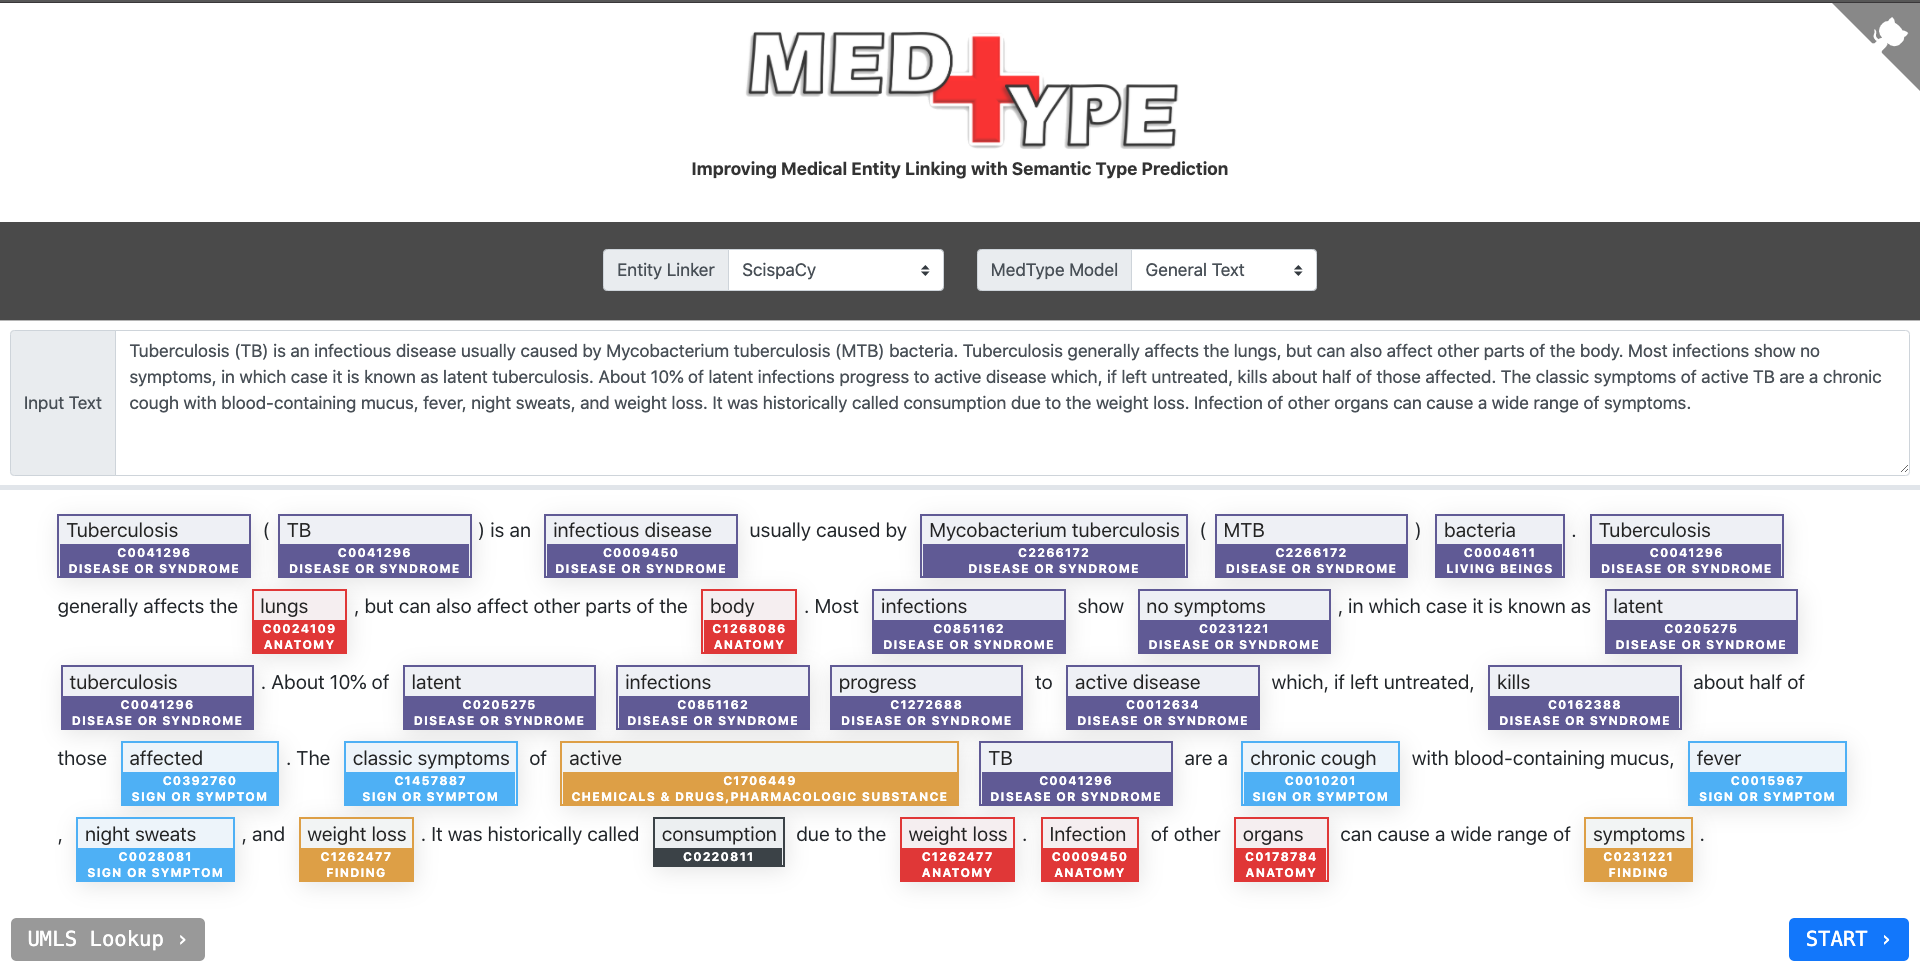 MED+TYPE
Improving Medical Entity Linking with Semantic Type Prediction
Entity Linker ScispaCy MedType Model General Text
Input Text
Tuberculosis (TB) is an infectious disease usually caused by Mycobacterium tuberculosis (MTB) bacteria. Tuberculosis generally affects the lungs, but can also affect other parts of the body. Most infections show no
symptoms, in which case it is known as latent tuberculosis. About 10% of latent infections progress to active disease which, if left untreated, kills about half of those affected. The classic symptoms of active TB are a chronic
cough with blood-containing mucus, fever, night sweats, and weight loss. It was historically called consumption due to the weight loss. Infection of other organs can cause a wide range of symptoms.
Tuberculosis ( TB ) is an infectious disease usually caused by Mycobacterium tuberculosis ( MTB ) bacteria . Tuberculosis
C0041296 C0041296 C0009450 C2266172 C2266172 C0004611 C0041296
DISEASE OR SYNDROME DISEASE OR SYNDROME DISEASE OR SYNDROME DISEASE OR SYNDROME DISEASE OR SYNDROME LIVING BEINGS DISEASE OR SYNDROME
generally affects the lungs , but can also affect other parts of the body . Most infections show no symptoms , in which case it is known as latent
C0024109 C1268086 C0851162 C0231221 C0205275
ANATOMY ANATOMY DISEASE OR SYNDROME DISEASE OR SYNDROME DISEASE OR SYNDROME
tuberculosis . About 10% of latent infections progress to active disease which, if left untreated, kills about half of
C0041296 C0205275 C0851162 C1272688 C0012634 C0162388
DISEASE OR SYNDROME DISEASE OR SYNDROME DISEASE OR SYNDROME DISEASE OR SYNDROME DISEASE OR SYNDROME DISEASE OR SYNDROME
those affected . The classic symptoms of active TB are a chronic cough with blood-containing mucus, fever
C0392760 C1457887 C1706449 C0041296 C0010201 C0015967
SIGN OR SYMPTOM SIGN OR SYMPTOM CHEMICALS & DRUGS,PHARMACOLOGIC SUBSTANCE DISEASE OR SYNDROME SIGN OR SYMPTOM SIGN OR SYMPTOM
, night sweats , and weight loss . It was historically called consumption due to the weight loss . Infection of other organs can cause a wide range of symptoms .
C0028081 C1262477 C0220811 C1262477 C0009450 C0178784 C0231221
SIGN OR SYMPTOM FINDING ANATOMY ANATOMY ANATOMY FINDING
UMLS Lookup › START ›